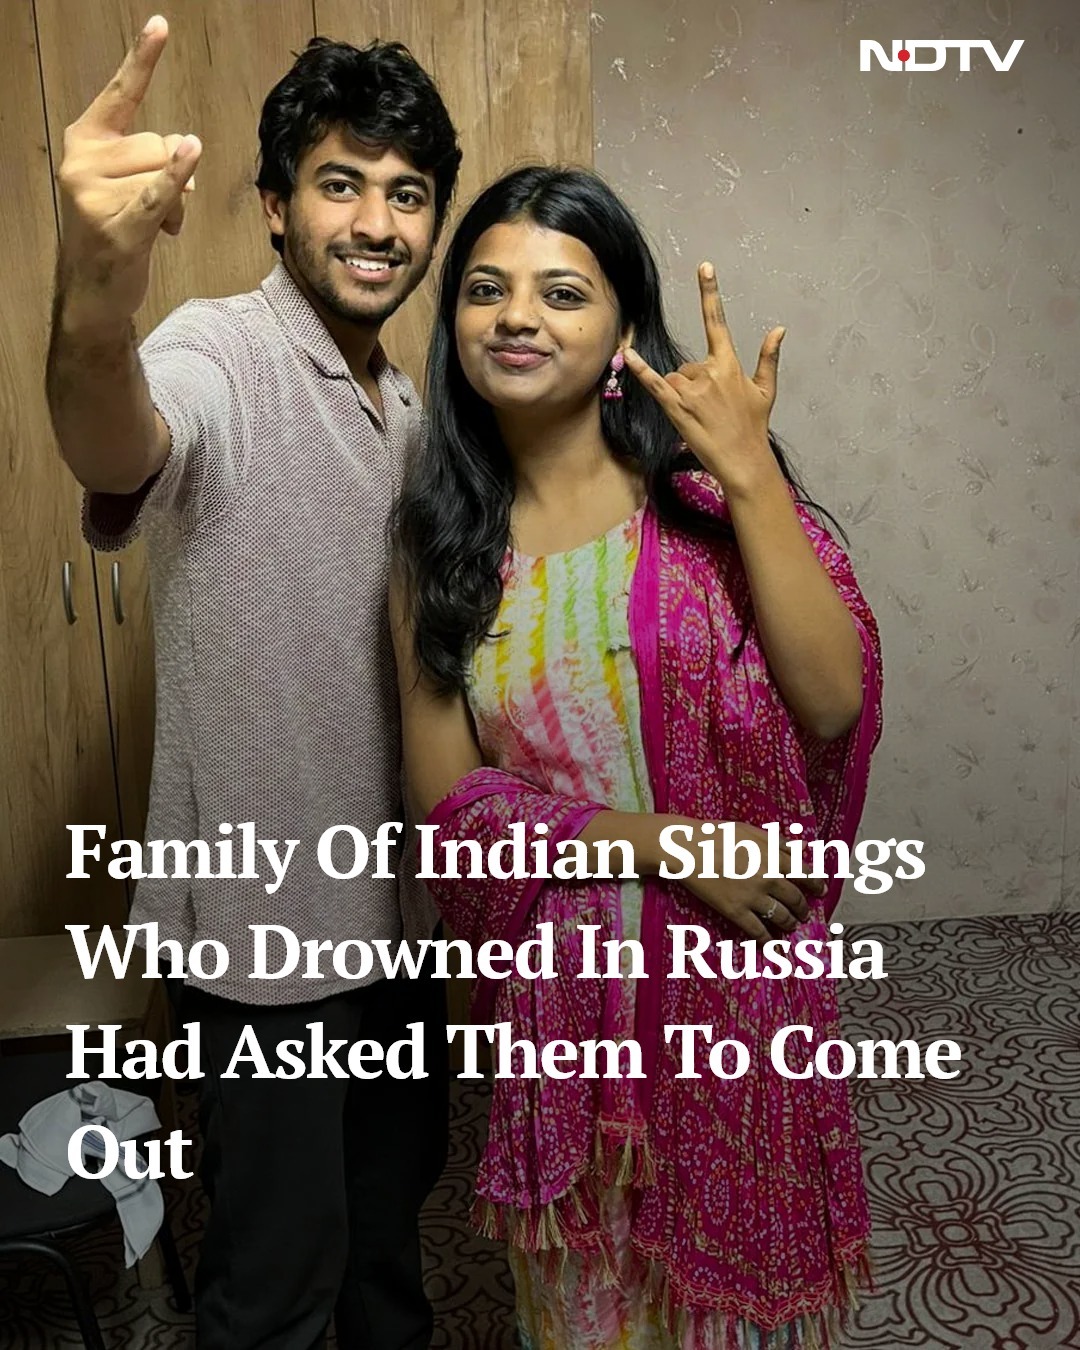 NDTV
Family Of Indian Siblings
Who Drowned In Russia
Had Asked Them To Come
Out